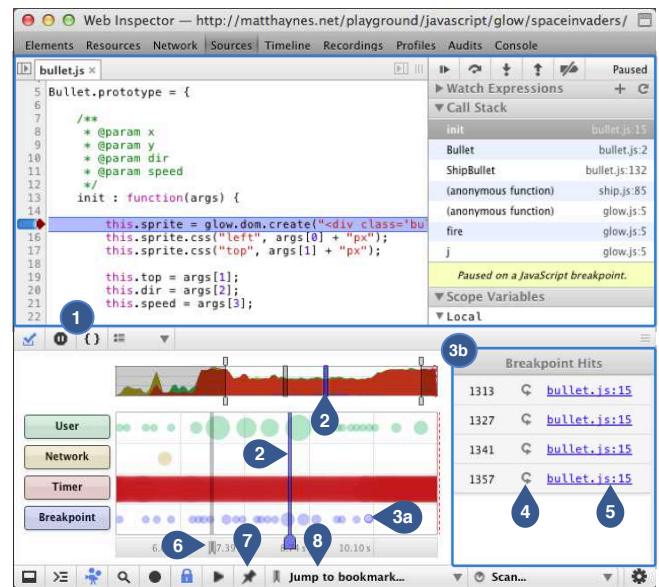 Web Inspector — http://matthaynes.net/playground/javascript/glow/spaceinvaders/
Elements Resources Network Sources Timeline Recordings Profiles Audits Console
bullet.js ×
Paused
5 Bullet.prototype = {
6
7 /**
8 * @param x
9 * @param y
10 * @param dir
11 * @param speed
12 */
13 init : function(args) {
14
this.sprite = glow.dom.create("<div class="bu
16 this.sprite.css("left", args[0] + "px");
17 this.sprite.css("top", args[1] + "px");
18
19 this.top = args[1];
20 this.dir = args[2];
21 this.speed = args[3];
22
Watch Expressions + C
Call Stack
init bullet.js:15
Bullet bullet.js:2
ShipBullet bullet.js:132
(anonymous function) ship.js:85
(anonymous function) glow.js:5
fire glow.js:5
j glow.js:5
Paused on a JavaScript breakpoint.
Scope Variables
Local
1
{ }
3b
Breakpoint Hits
1313 bullet.js:15
1327 bullet.js:15
1341 bullet.js:15
1357 bullet.js:15
4
5
2
User
2
Network
Timer
Breakpoint
3a
6
7
8
7.39
10.10 s
Jump to bookmark...
Scan...